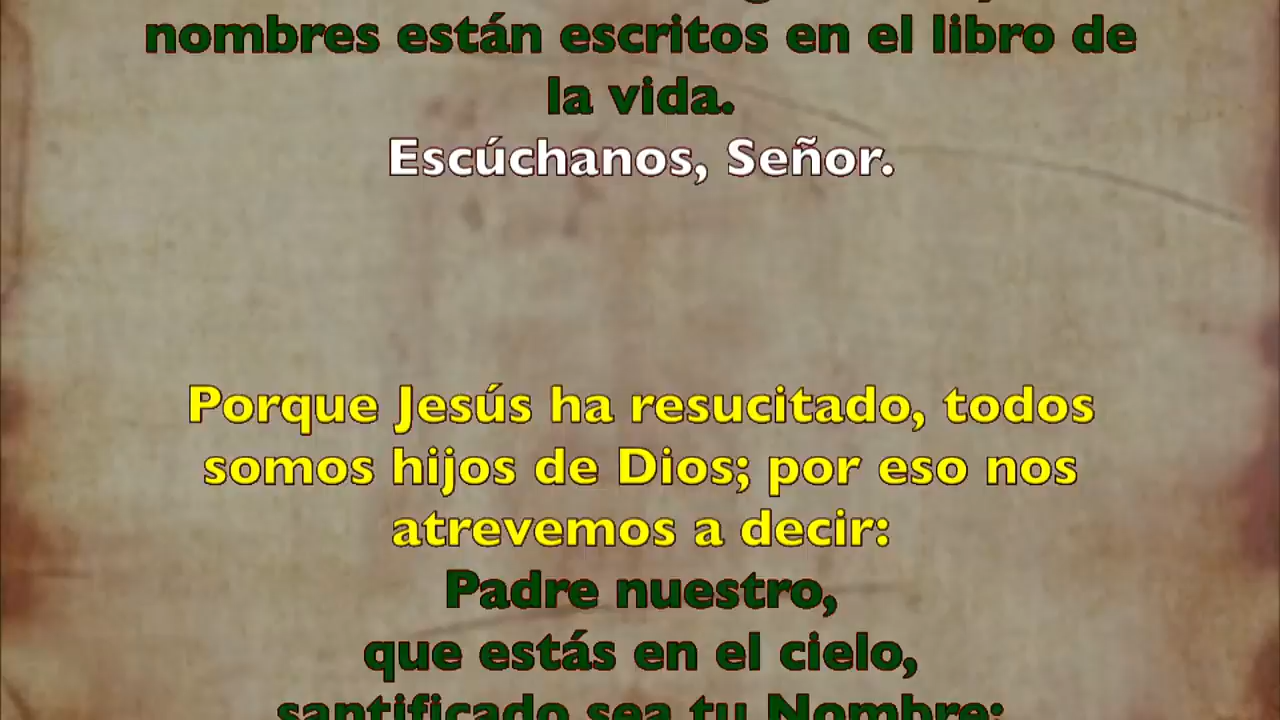 nombres están escritos en el libro de
la vida.
Escúchanos, Señor.
Porque Jesús ha resucitado, todos
somos hijos de Dios; por eso nos
atrevemos a decir:
Padre nuestro,
que estás en el cielo,
santificado sea tu Nombre;